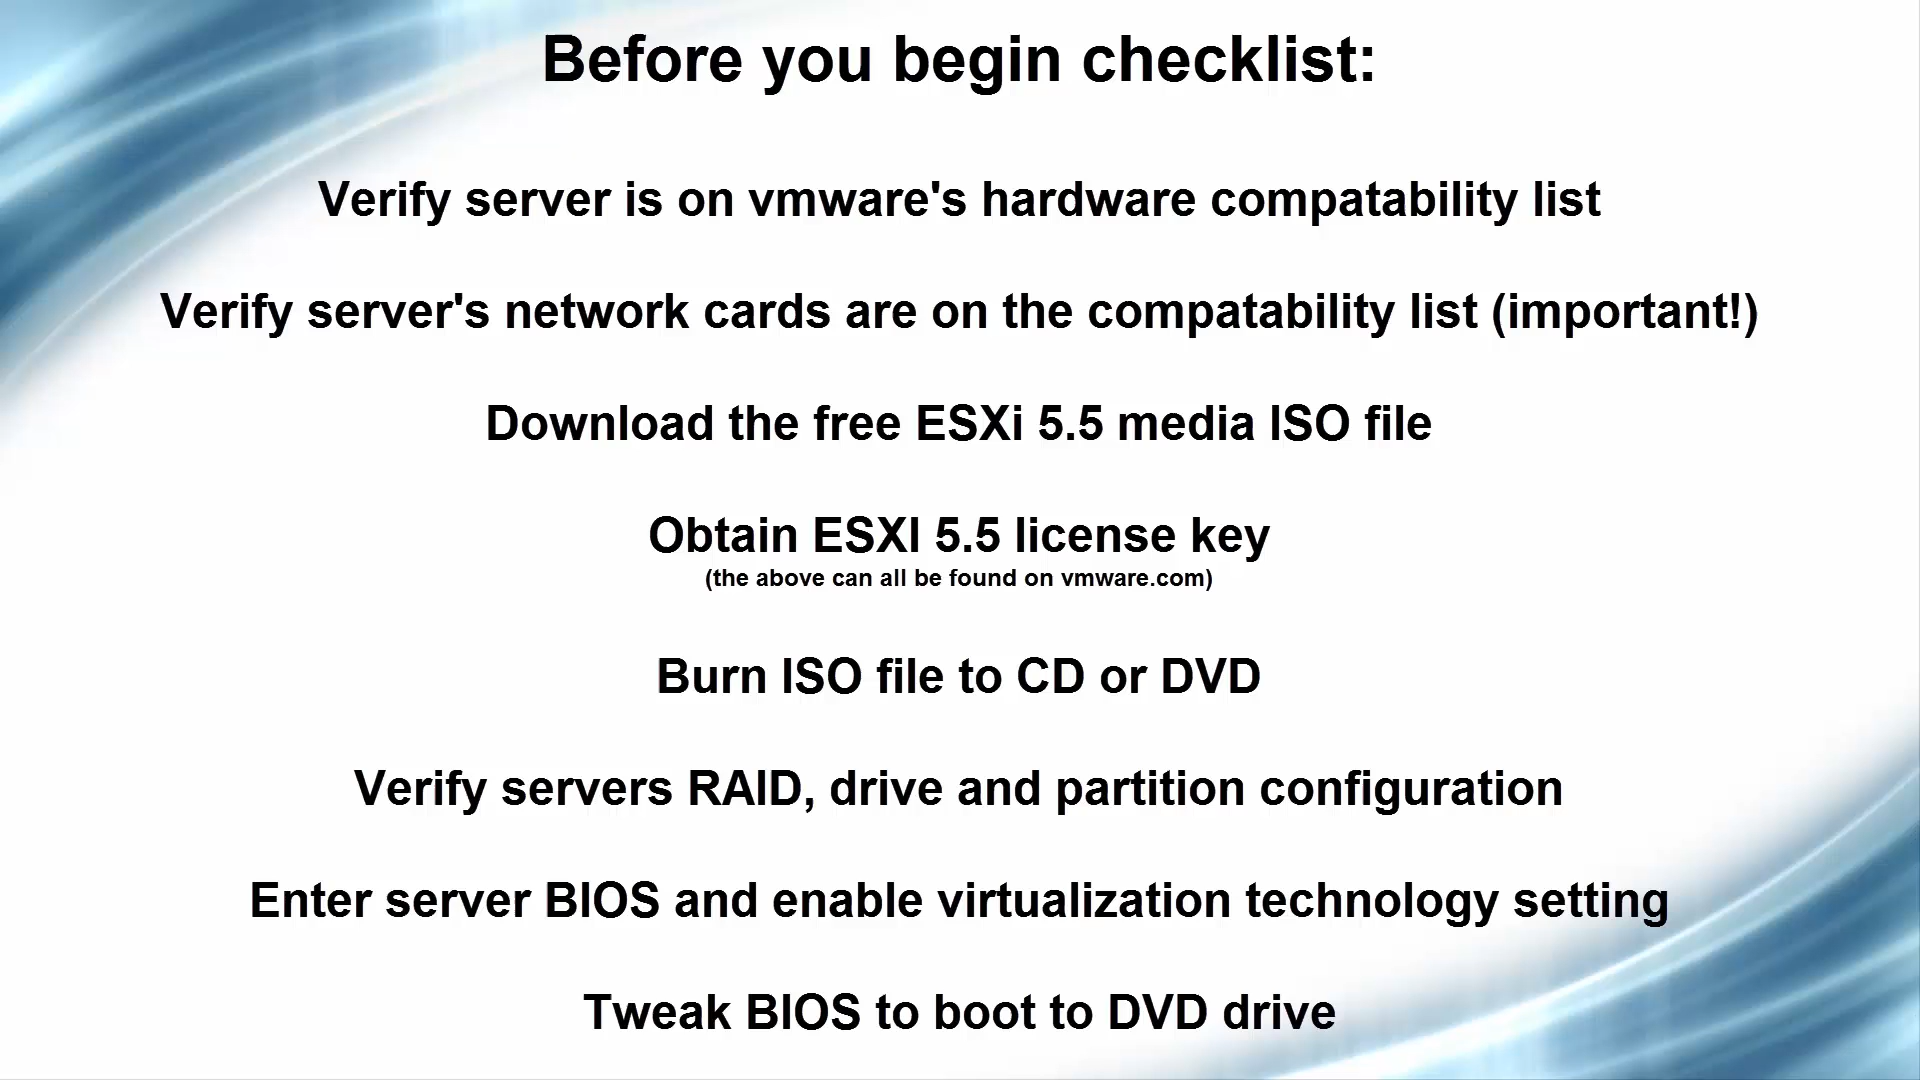 Before you begin checklist:
Verify server is on vmware's hardware compatability list
Verify server's network cards are on the compatability list (important!)
Download the free ESXi 5.5 media ISO file
Obtain ESXI 5.5 license key
(the above can all be found on vmware.com)
Burn ISO file to CD or DVD
Verify servers RAID, drive and partition configuration
Enter server BIOS and enable virtualization technology setting
Tweak BIOS to boot to DVD drive